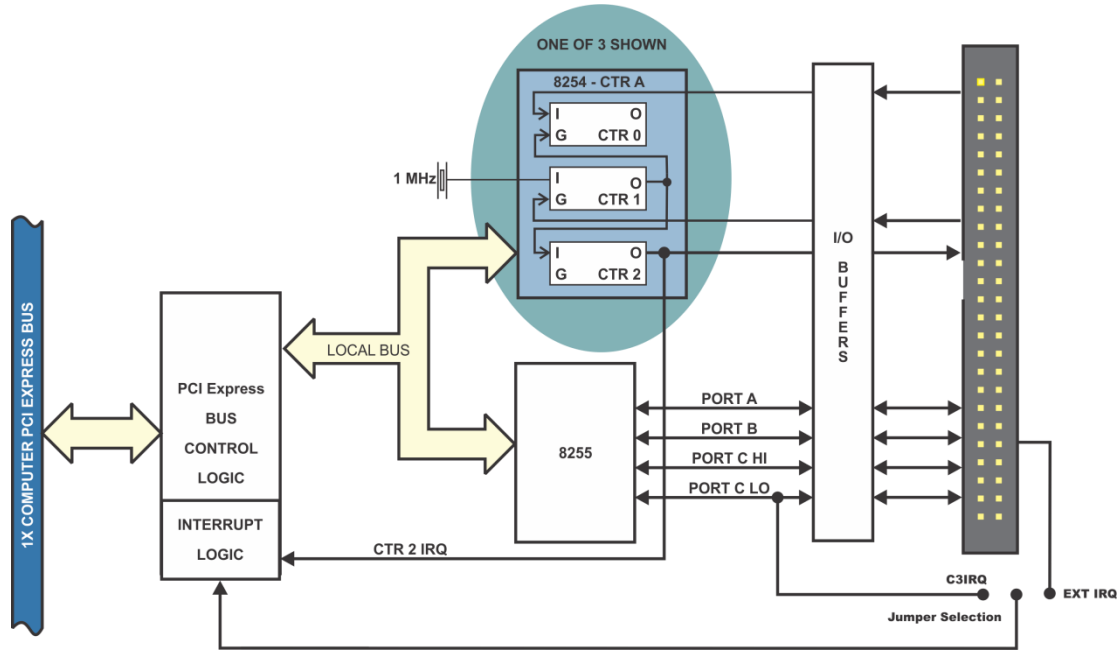 ONE OF 3 SHOWN
8254 - CTR A
I O
G CTR 0
1 MHz
I O
G CTR 1
I O
G CTR 2
I/O
BUFFERS
1X COMPUTER PCI EXPRESS BUS
LOCAL BUS
PCI Express
BUS
CONTROL
LOGIC
INTERRUPT
LOGIC
8255
PORT A
PORT B
PORT C HI
PORT C LO
CTR 2 IRQ
C3IRQ
EXT IRQ
Jumper Selection